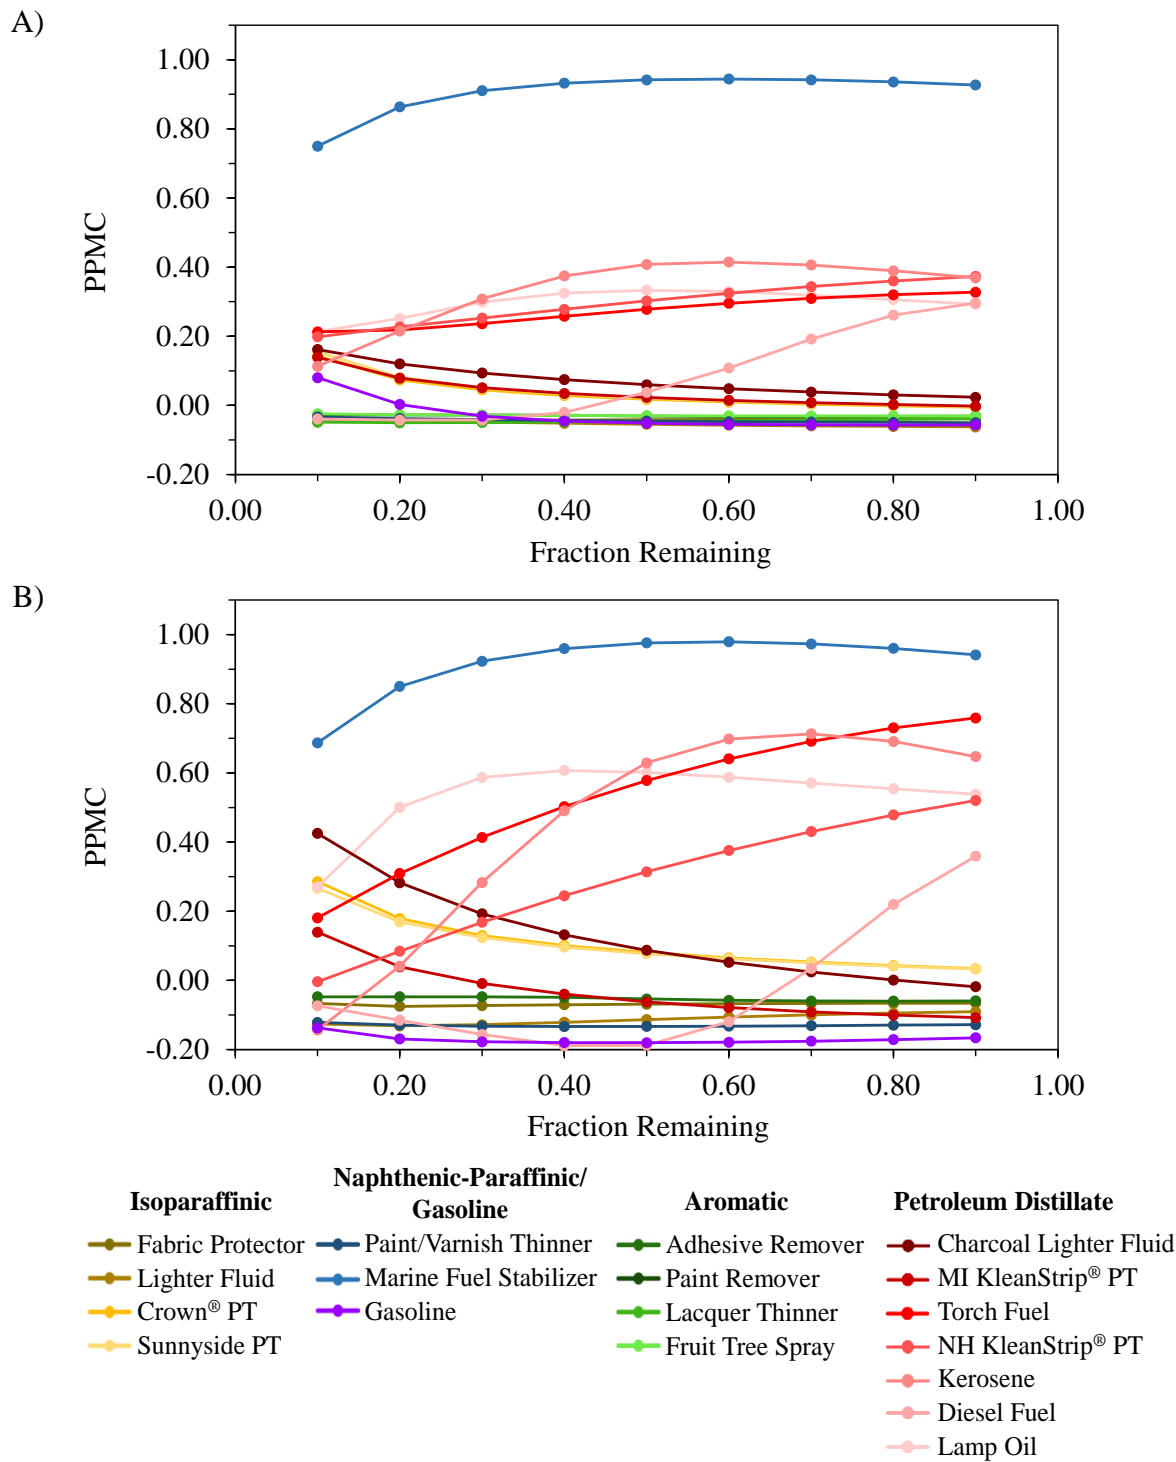 A)
1.00
0.80
0.60
0.40
0.20
0.00
-0.20
PPMC
0.00 0.20 0.40 0.60 0.80 1.00
Fraction Remaining
B)
1.00
0.80
0.60
0.40
0.20
0.00
-0.20
PPMC
0.00 0.20 0.40 0.60 0.80 1.00
Fraction Remaining
Isoparaffinic
Fabric Protector
Lighter Fluid
Crown® PT
Sunnyside PT
Naphthenic-Paraffinic/
Gasoline
Paint/Varnish Thinner
Marine Fuel Stabilizer
Gasoline
Aromatic
Adhesive Remover
Paint Remover
Lacquer Thinner
Fruit Tree Spray
Petroleum Distillate
Charcoal Lighter Fluid
MI KleanStrip® PT
Torch Fuel
NH KleanStrip® PT
Kerosene
Diesel Fuel
Lamp Oil